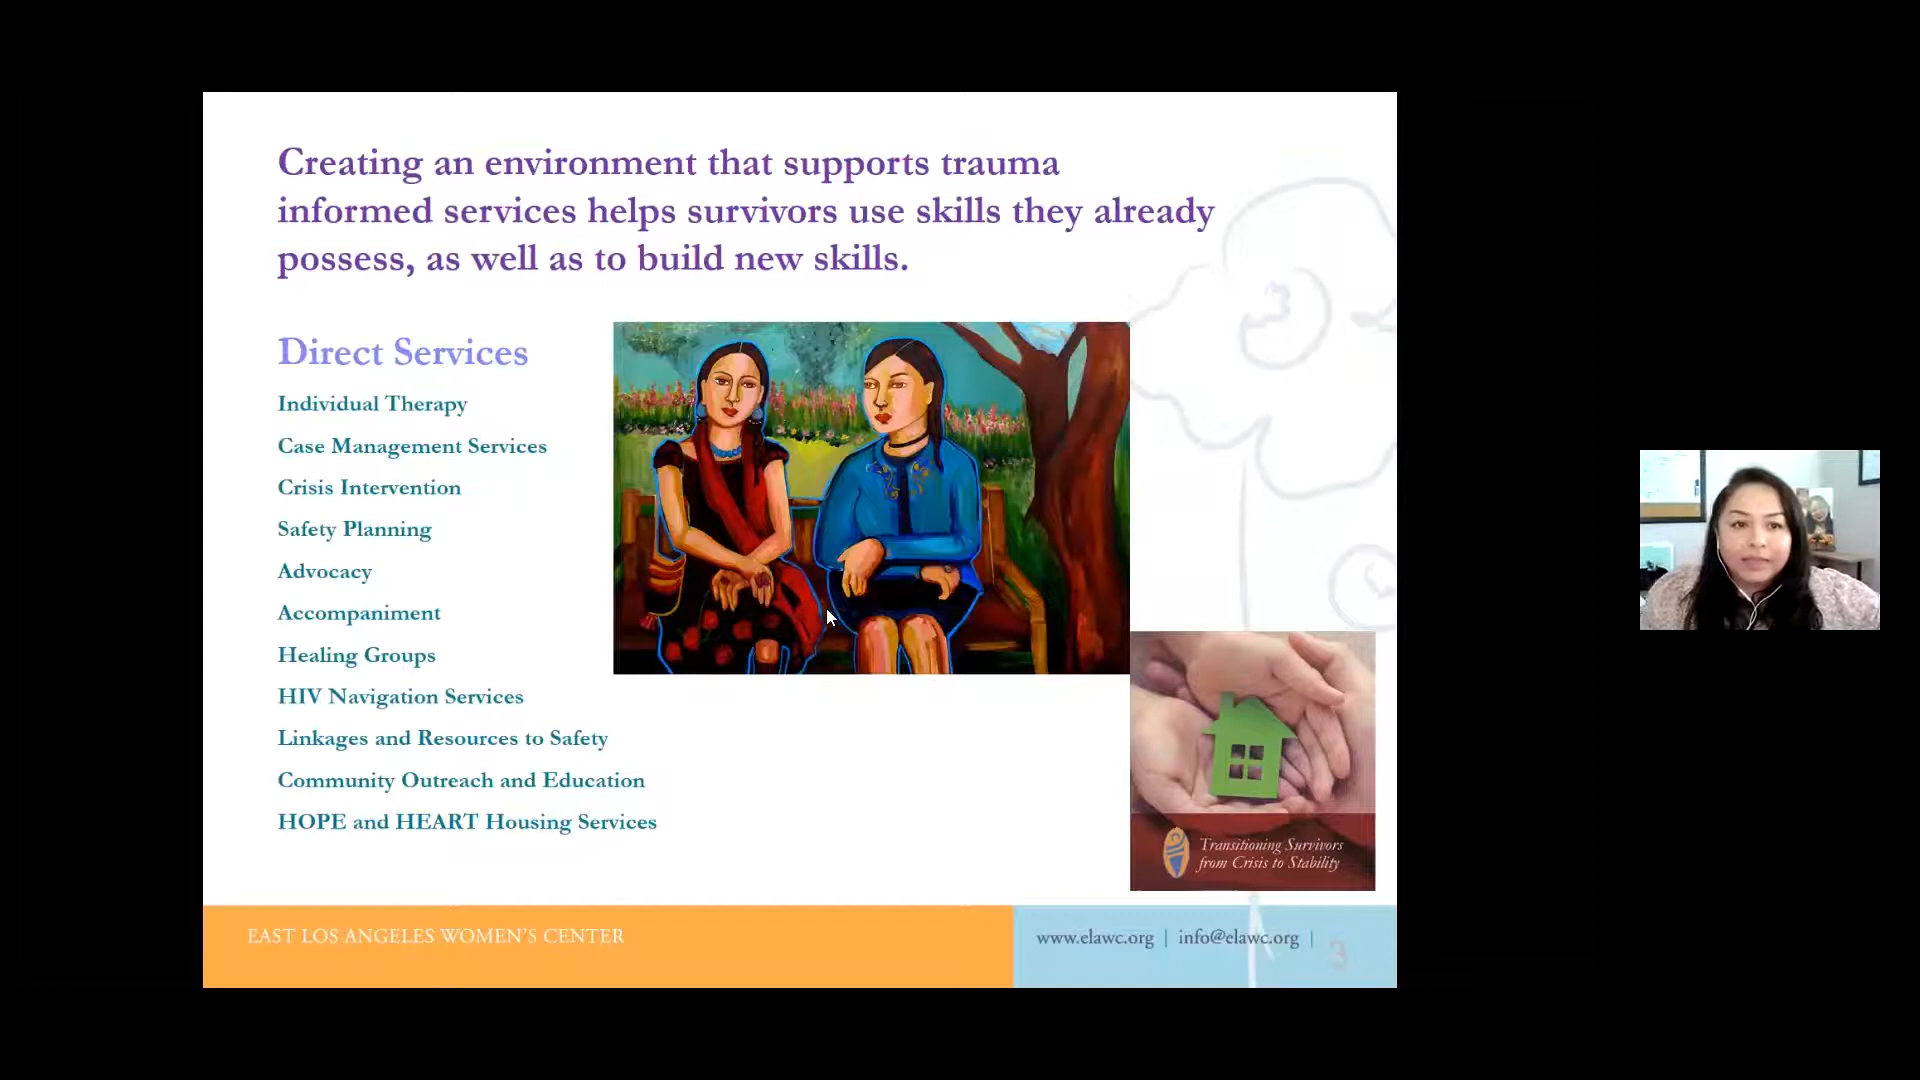 Creating an environment that supports trauma
informed services helps survivors use skills they already
possess, as well as to build new skills.
Direct Services
Individual Therapy
Case Management Services
Crisis Intervention
Safety Planning
Advocacy
Accompaniment
Healing Groups
HIV Navigation Services
Linkages and Resources to Safety
Community Outreach and Education
HOPE and HEART Housing Services
Transitioning Survivors
from Crisis to Stability
EAST LOS ANGELES WOMEN'S CENTER
www.elawc.org | info@elawc.org |
3